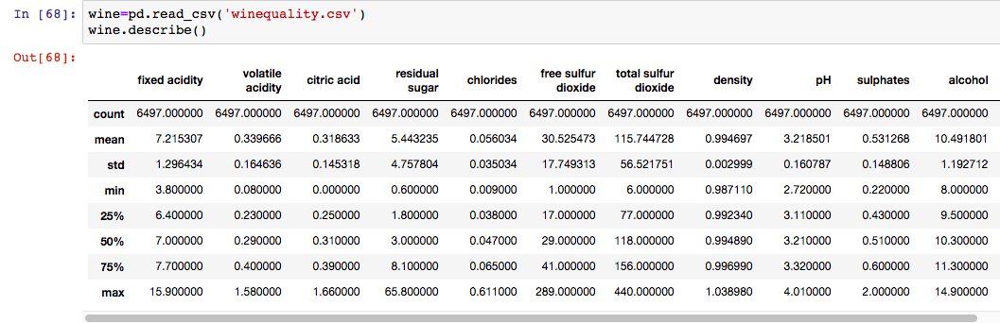 In [68]: wine=pd.read_csv('winequality.csv')
wine.describe()
Out[68]:
fixed acidity volatile acidity citric acid residual sugar chlorides free sulfur dioxide total sulfur dioxide density pH sulphates alcohol
count 6497.000000 6497.000000 6497.000000 6497.000000 6497.000000 6497.000000 6497.000000 6497.000000 6497.000000 6497.000000 6497.000000
mean 7.215307 0.339666 0.318633 5.443235 0.056034 30.525473 115.744728 0.994697 3.218501 0.531268 10.491801
std 1.296434 0.164636 0.145318 4.757804 0.035034 17.749313 56.521751 0.002999 0.160787 0.148806 1.192712
min 3.800000 0.080000 0.000000 0.600000 0.009000 1.000000 6.000000 0.987110 2.720000 0.220000 8.000000
25% 6.400000 0.230000 0.250000 1.800000 0.038000 17.000000 77.000000 0.992340 3.110000 0.430000 9.500000
50% 7.000000 0.290000 0.310000 3.000000 0.047000 29.000000 118.000000 0.994890 3.210000 0.510000 10.300000
75% 7.700000 0.400000 0.390000 8.100000 0.065000 41.000000 156.000000 0.996990 3.320000 0.600000 11.300000
max 15.900000 1.580000 1.660000 65.800000 0.611000 289.000000 440.000000 1.038980 4.010000 2.000000 14.900000